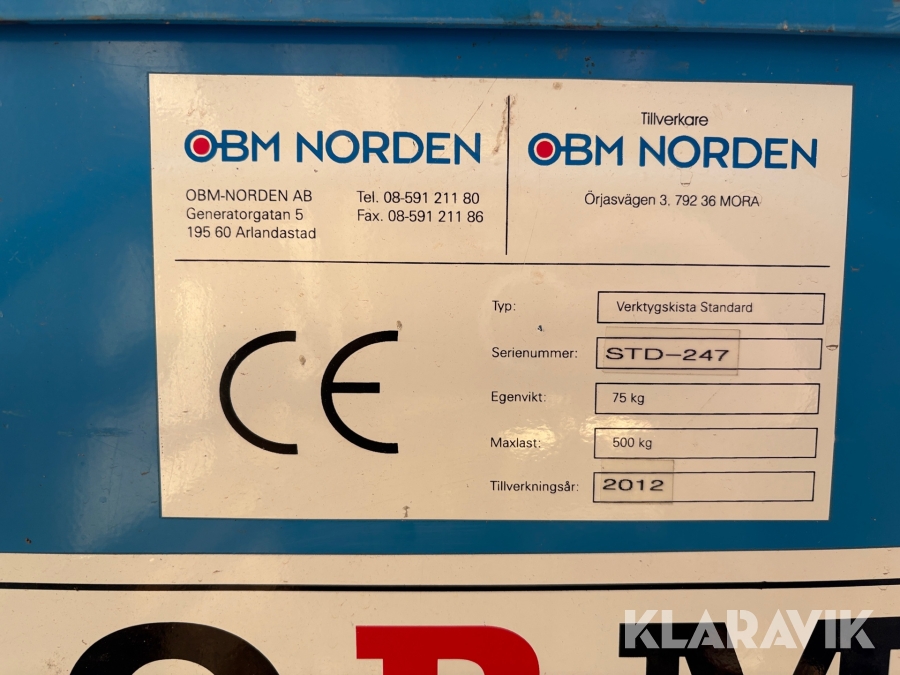 OBM NORDEN
OBM-NORDEN AB
Generatorgatan 5
195 60 Arlandastad
Tel. 08-591 211 80
Fax. 08-591 211 86
Tillverkare
OBM NORDEN
Örjasvägen 3, 792 36 MORA
CE
Typ: Verktygskista Standard
Serienummer: STD-247
Egenvikt: 75 kg
Maxlast: 500 kg
Tillverkningsår: 2012
OBM
KLARAVIK